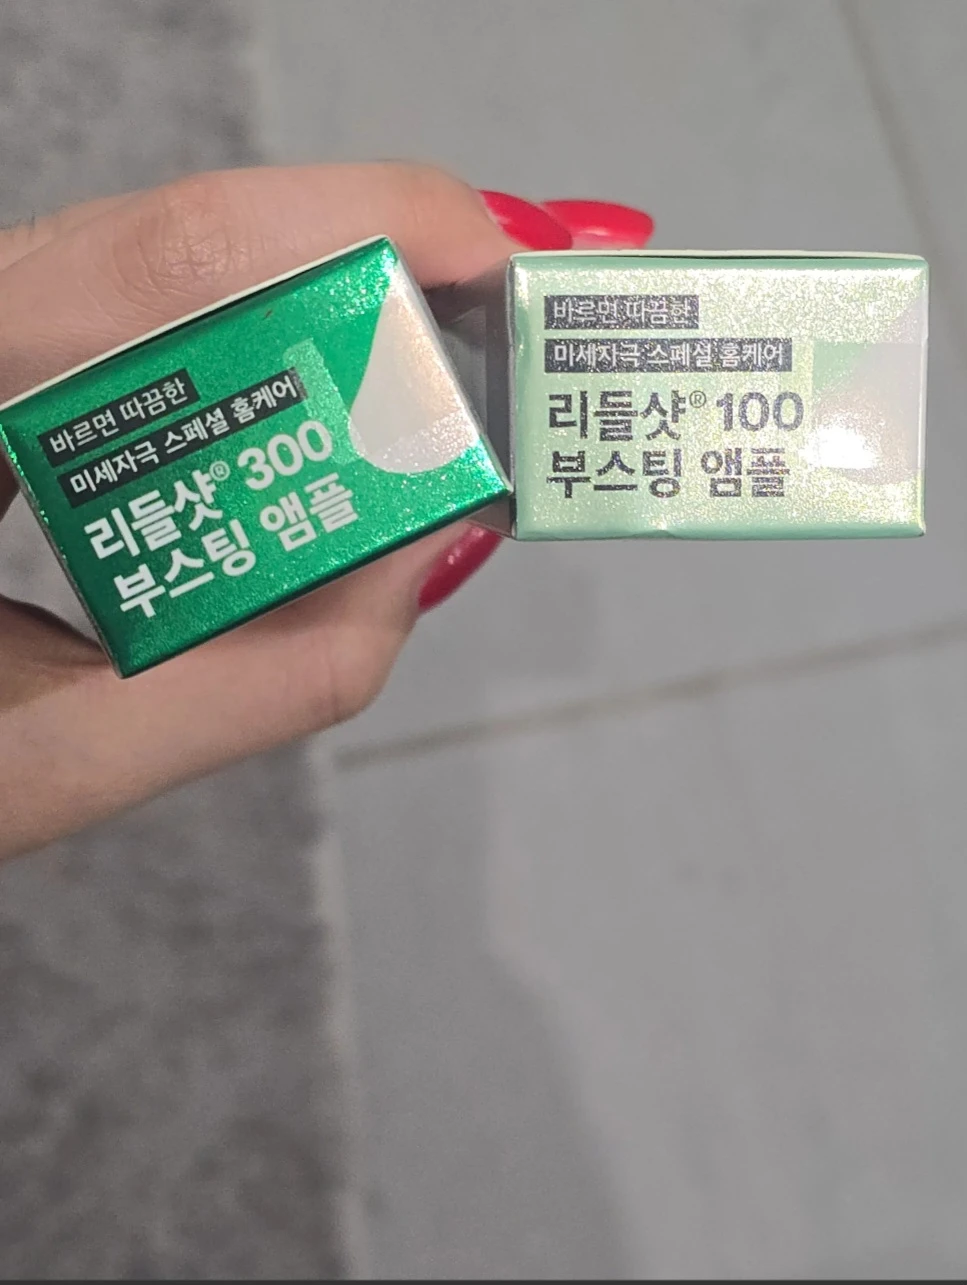 바르면 따끔한
미세자극 스페셜 홈케어
리들샷® 300
부스팅 앰플
바르면 따끔한
미세자극 스페셜 홈케어
리들샷® 100
부스팅 앰플